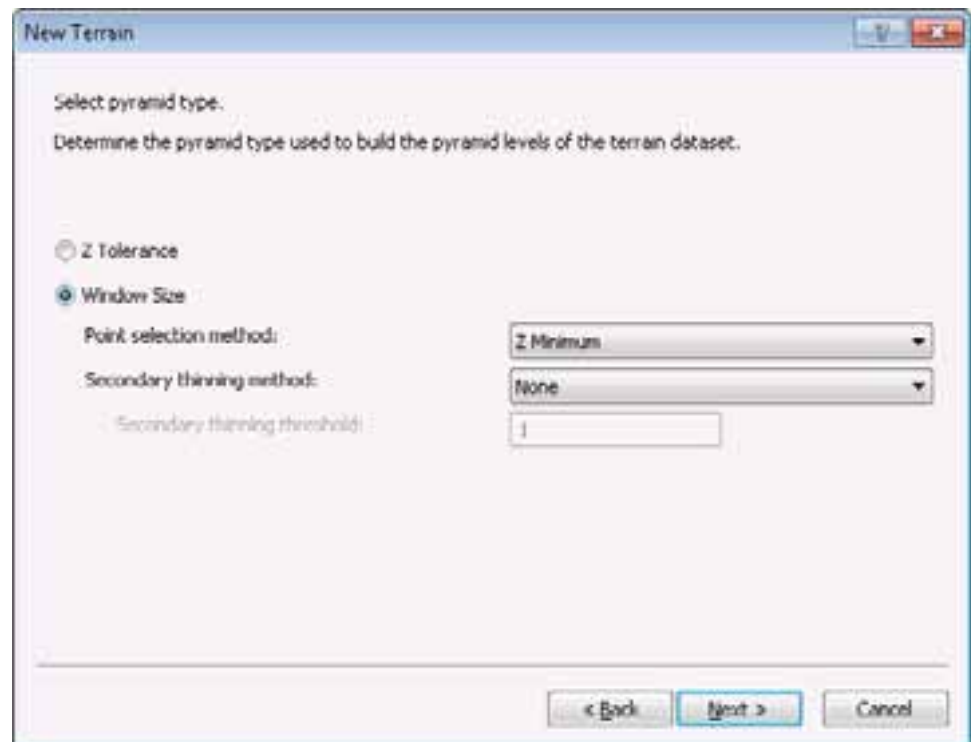 New Terrain
Select pyramid type.
Determine the pyramid type used to build the pyramid levels of the terrain dataset.
Z Tolerance
Window Size
Point selection method:
Z Minimum
Secondary thinning method:
None
Secondary thinning threshold:
1
< Back
Next >
Cancel